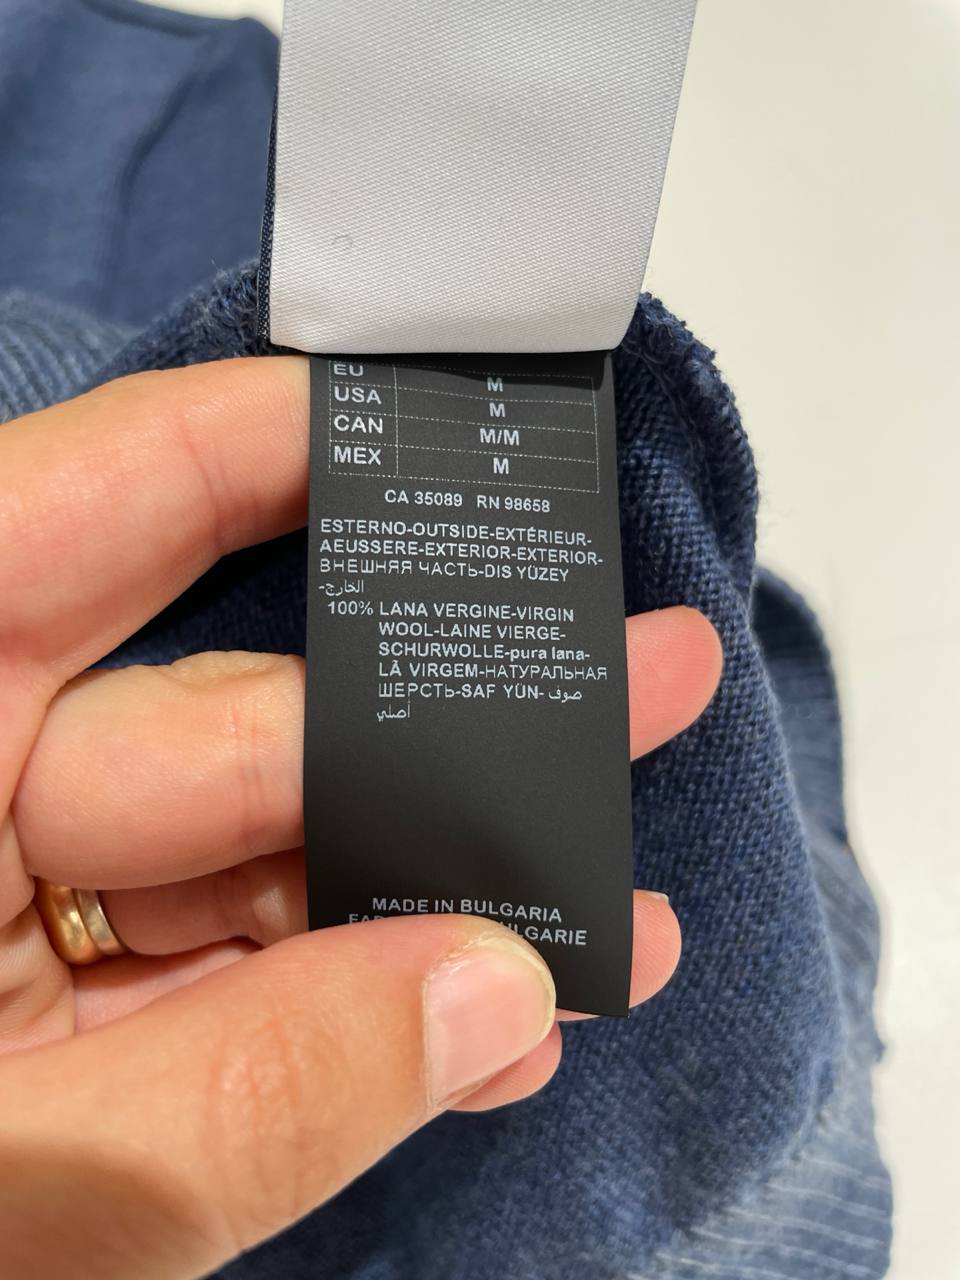 EU M
USA M
CAN M/M
MEX M
CA 35089 RN 98658
ESTERNO-OUTSIDE-EXTÉRIEUR-
AEUSSERE-EXTERIOR-EXTERIOR-
ВНЕШНЯЯ ЧАСТЬ-DIS YÜZEY
-الخارج
100% LANA VERGINE-VIRGIN
WOOL-LAINE VIERGE-
SCHURWOLLE-pura lana-
LÃ VIRGEM-НАТУРАЛЬНАЯ
ШЕРСТЬ-SAF YÜN- صوف
أصلي
MADE IN BULGARIA